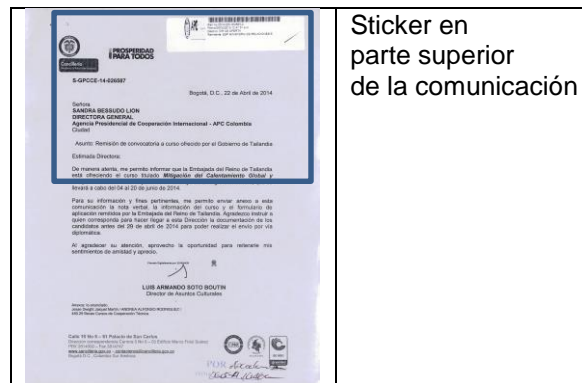 PROSPERIDAD
PARA TODOS
Cancillería
S-GPCCE-14-026587
Bogotá, D.C., 22 de Abril de 2014
Señora
SANDRA BESSUDO LION
DIRECTORA GENERAL
Agencia Presidencial de Cooperación Internacional - APC Colombia
Ciudad
Asunto: Remisión de convocatoria a curso ofrecido por el Gobierno de Tailandia
Estimada Directora:
De manera atenta, me permito informar que la Embajada del Reino de Tailandia
está ofreciendo el curso titulado Mitigación del Calentamiento Global y
llevará a cabo del 04 al 20 de junio de 2014.
Para su información y fines pertinentes, me permito enviar anexo a esta
comunicación la nota verbal, la información del curso y el formulario de
aplicación remitidos por la Embajada del Reino de Tailandia. Agradezco instruir a
quien corresponda para hacer llegar a esta Dirección la documentación de los
candidatos antes del 29 de abril de 2014 para poder realizar el envío por vía
diplomática.
Al agradecer su atención, aprovecho la oportunidad para reiterarle mis
sentimientos de amistad y aprecio.
LUIS ARMANDO SOTO BOUTIN
Director de Asuntos Culturales
Calle 10 No 5 – 51 Palacio de San Carlos
Sticker en
parte superior
de la comunicación